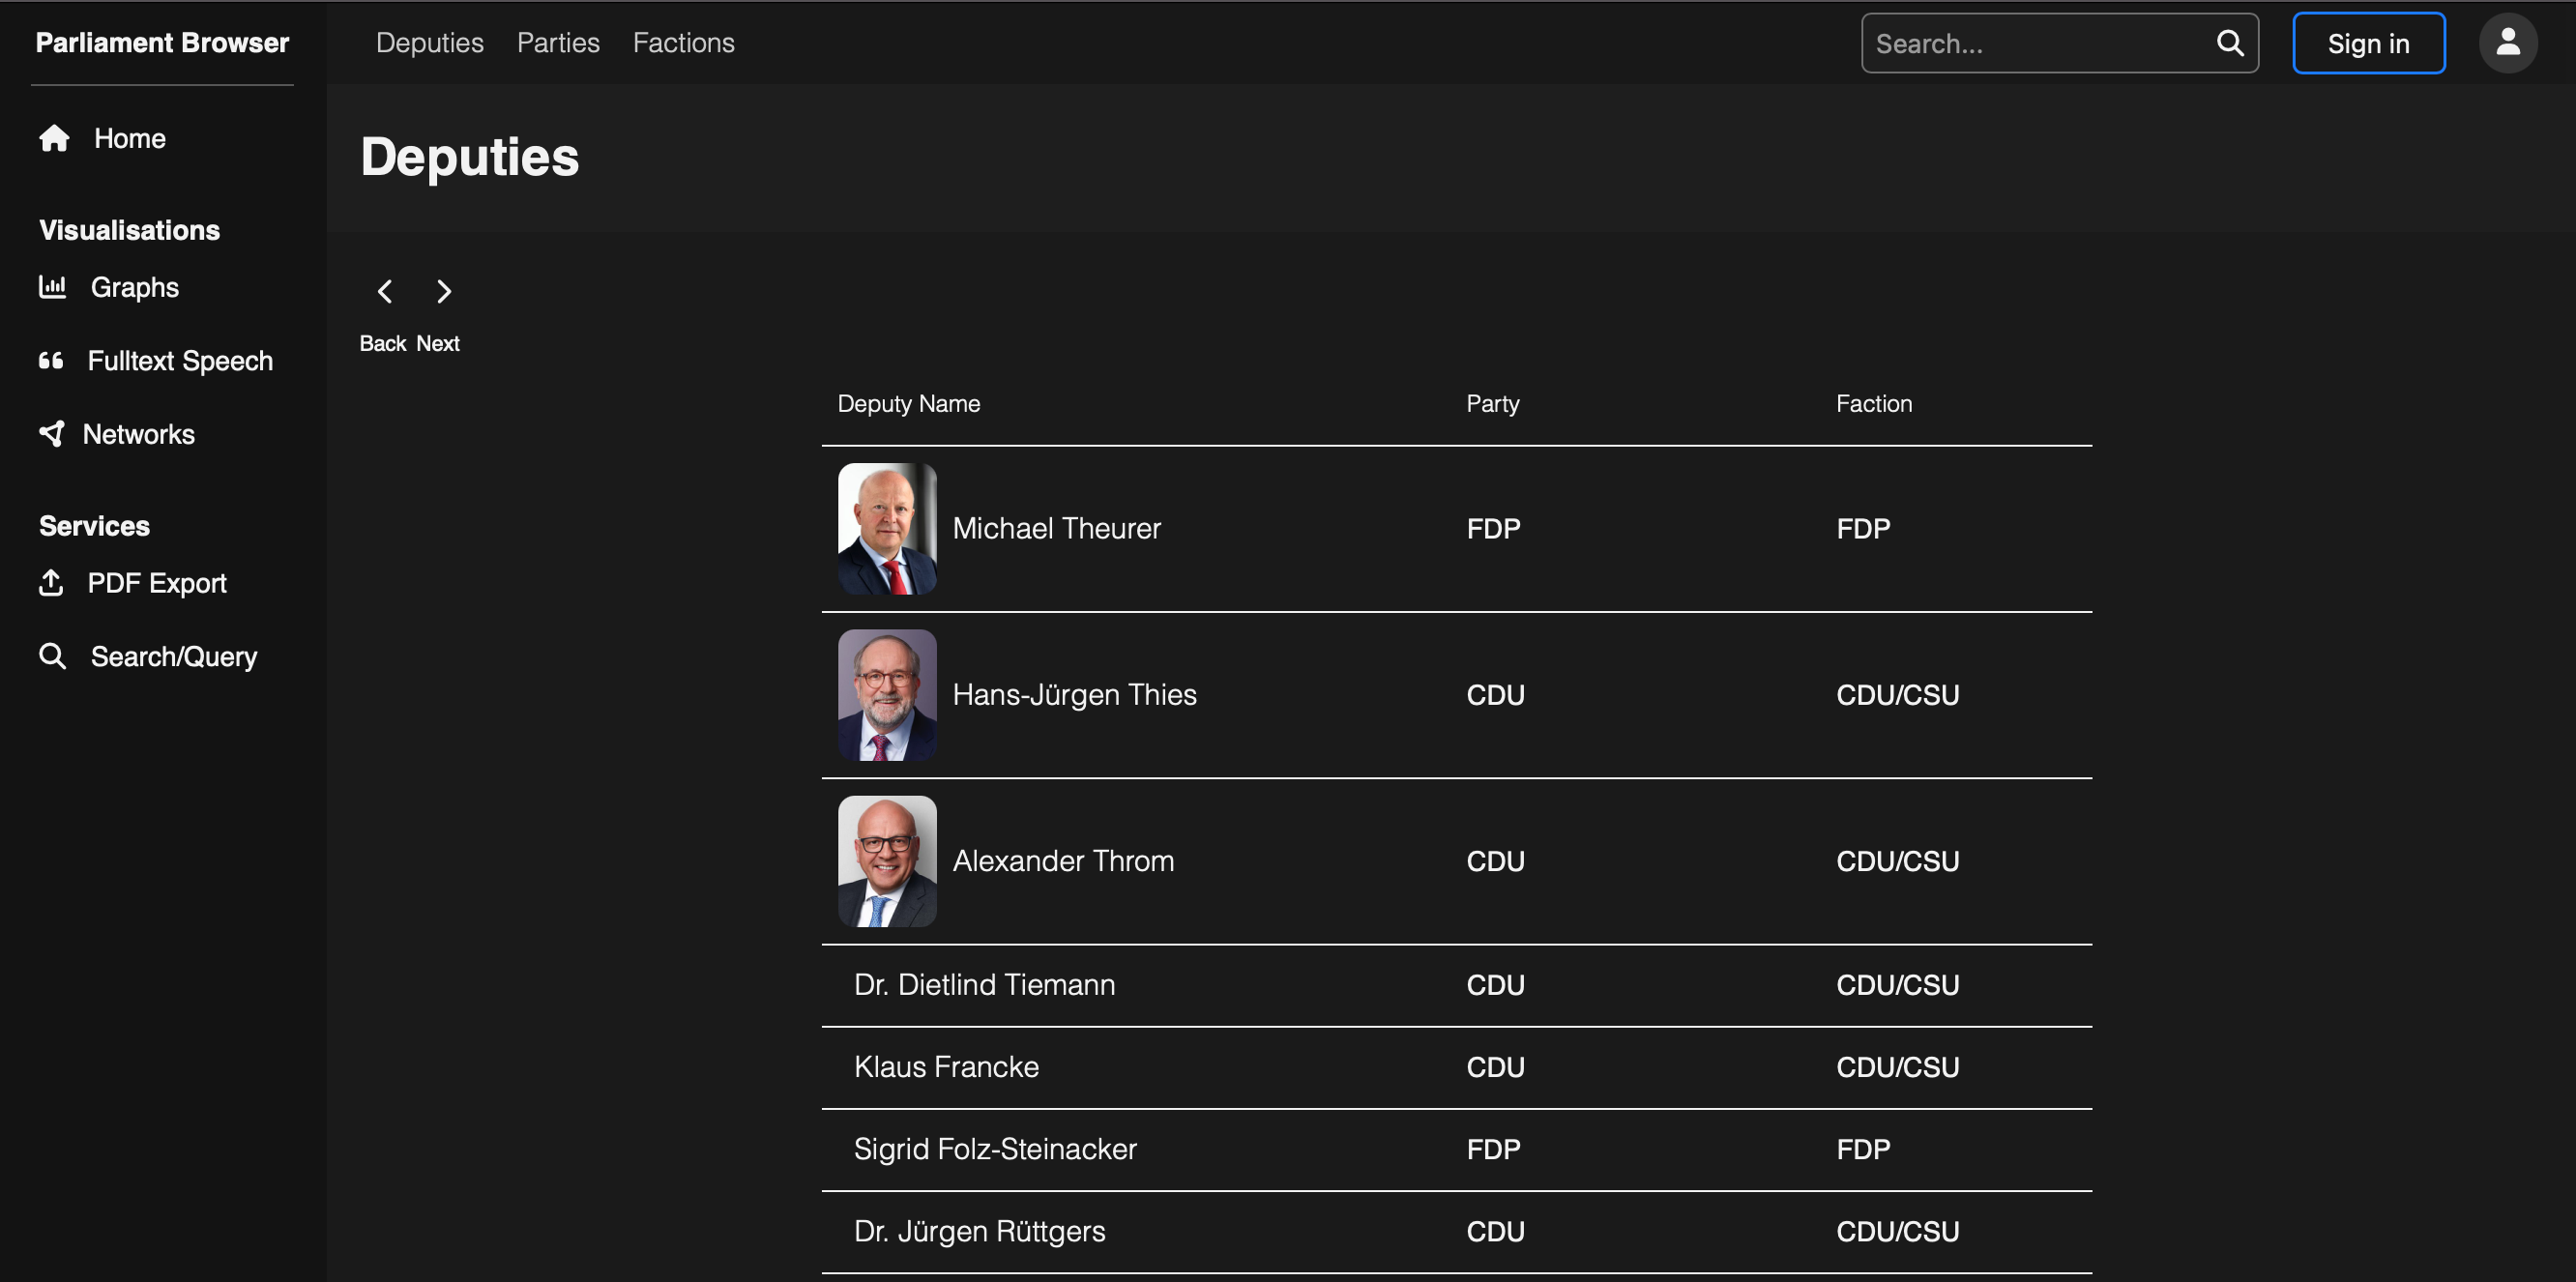 Parliament Browser
Deputies Parties Factions
Search...
Sign in
Home
Visualisations
Graphs
Fulltext Speech
Networks
Services
PDF Export
Search/Query
Deputies
Back Next
Deputy Name Party Faction
Michael Theurer FDP FDP
Hans-Jürgen Thies CDU CDU/CSU
Alexander Throm CDU CDU/CSU
Dr. Dietlind Tiemann CDU CDU/CSU
Klaus Francke CDU CDU/CSU
Sigrid Folz-Steinacker FDP FDP
Dr. Jürgen Rüttgers CDU CDU/CSU